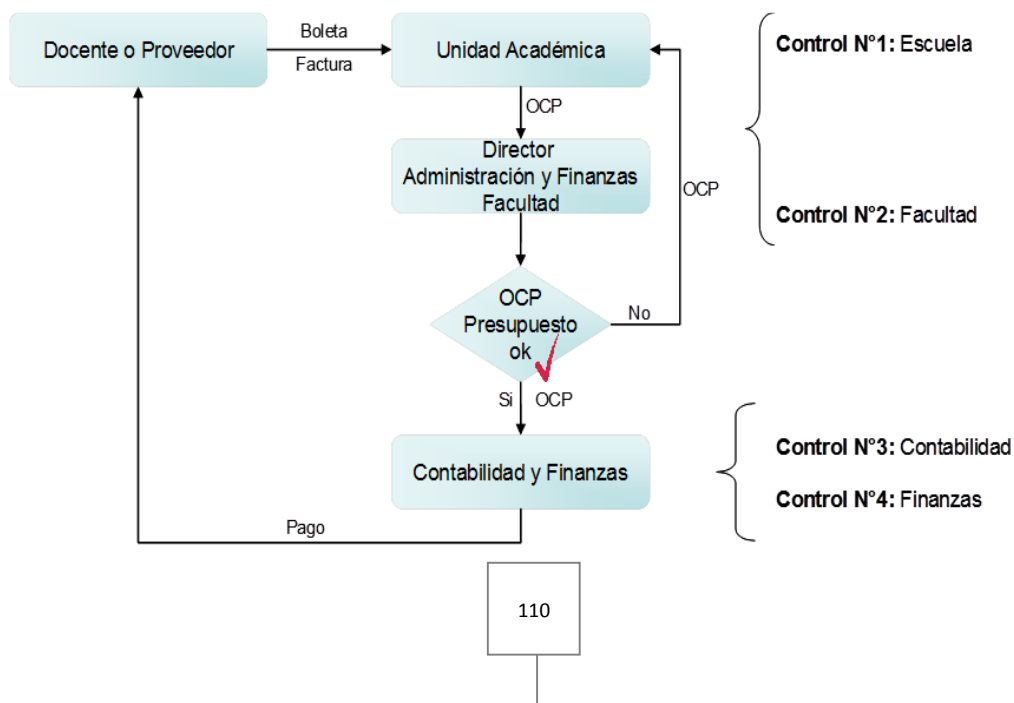 Docente o Proveedor
Boleta
Factura
Unidad Académica
OCP
Director
Administración y Finanzas
Facultad
OCP
Presupuesto
ok
No
OCP
Si
OCP
Contabilidad y Finanzas
Pago
Control N°1: Escuela
Control N°2: Facultad
Control N°3: Contabilidad
Control N°4: Finanzas
110